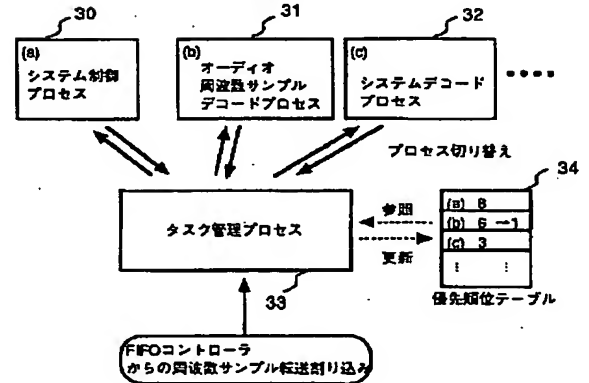 30
31
32
(a)
システム制御
プロセス
(b)
オーディオ
周波数サンプル
デコードプロセス
(c)
システムデコード
プロセス
プロセス切り替え
34
タスク管理プロセス
参照
更新
(a) 8
(b) 6 →1
(c) 3
優先順位テーブル
33
FIFOコントローラ
からの周波数サンプル転送割り込み